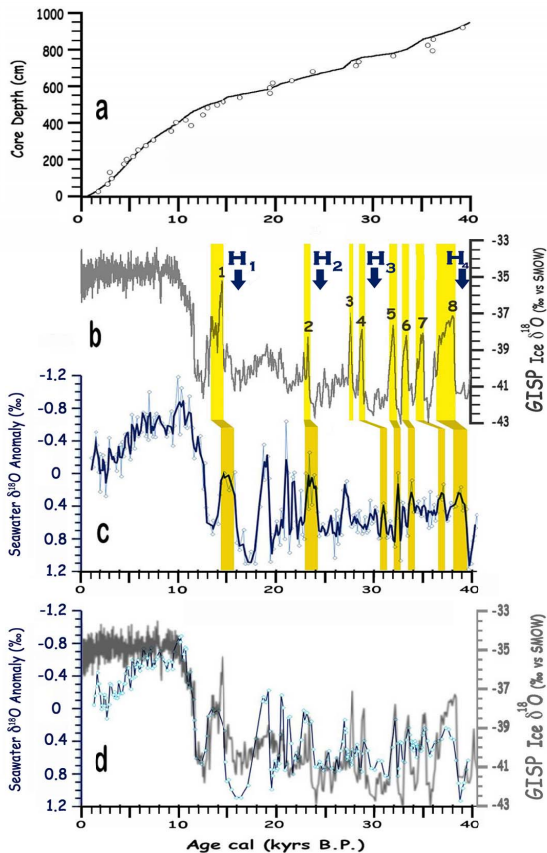 1000
800
600
400
200
0
Core Depth (cm)
a
0 10 20 30 40
H1 H2 H3 H4
1 2 3 4 5 6 7 8
b
-33
-35
-37
-39
-41
-43
GISP Ice δ18O (‰ vs SMOW)
-1.2
-0.8
-0.4
0
0.4
0.8
1.2
Seawater δ18O Anomaly (‰)
c
0 10 20 30 40
-1.2
-0.8
-0.4
0
0.4
0.8
1.2
Seawater δ18O Anomaly (‰)
d
-33
-35
-37
-39
-41
-43
GISP Ice δ18O (‰ vs SMOW)
0 10 20 30 40
Age cal (kyrs B.P.)